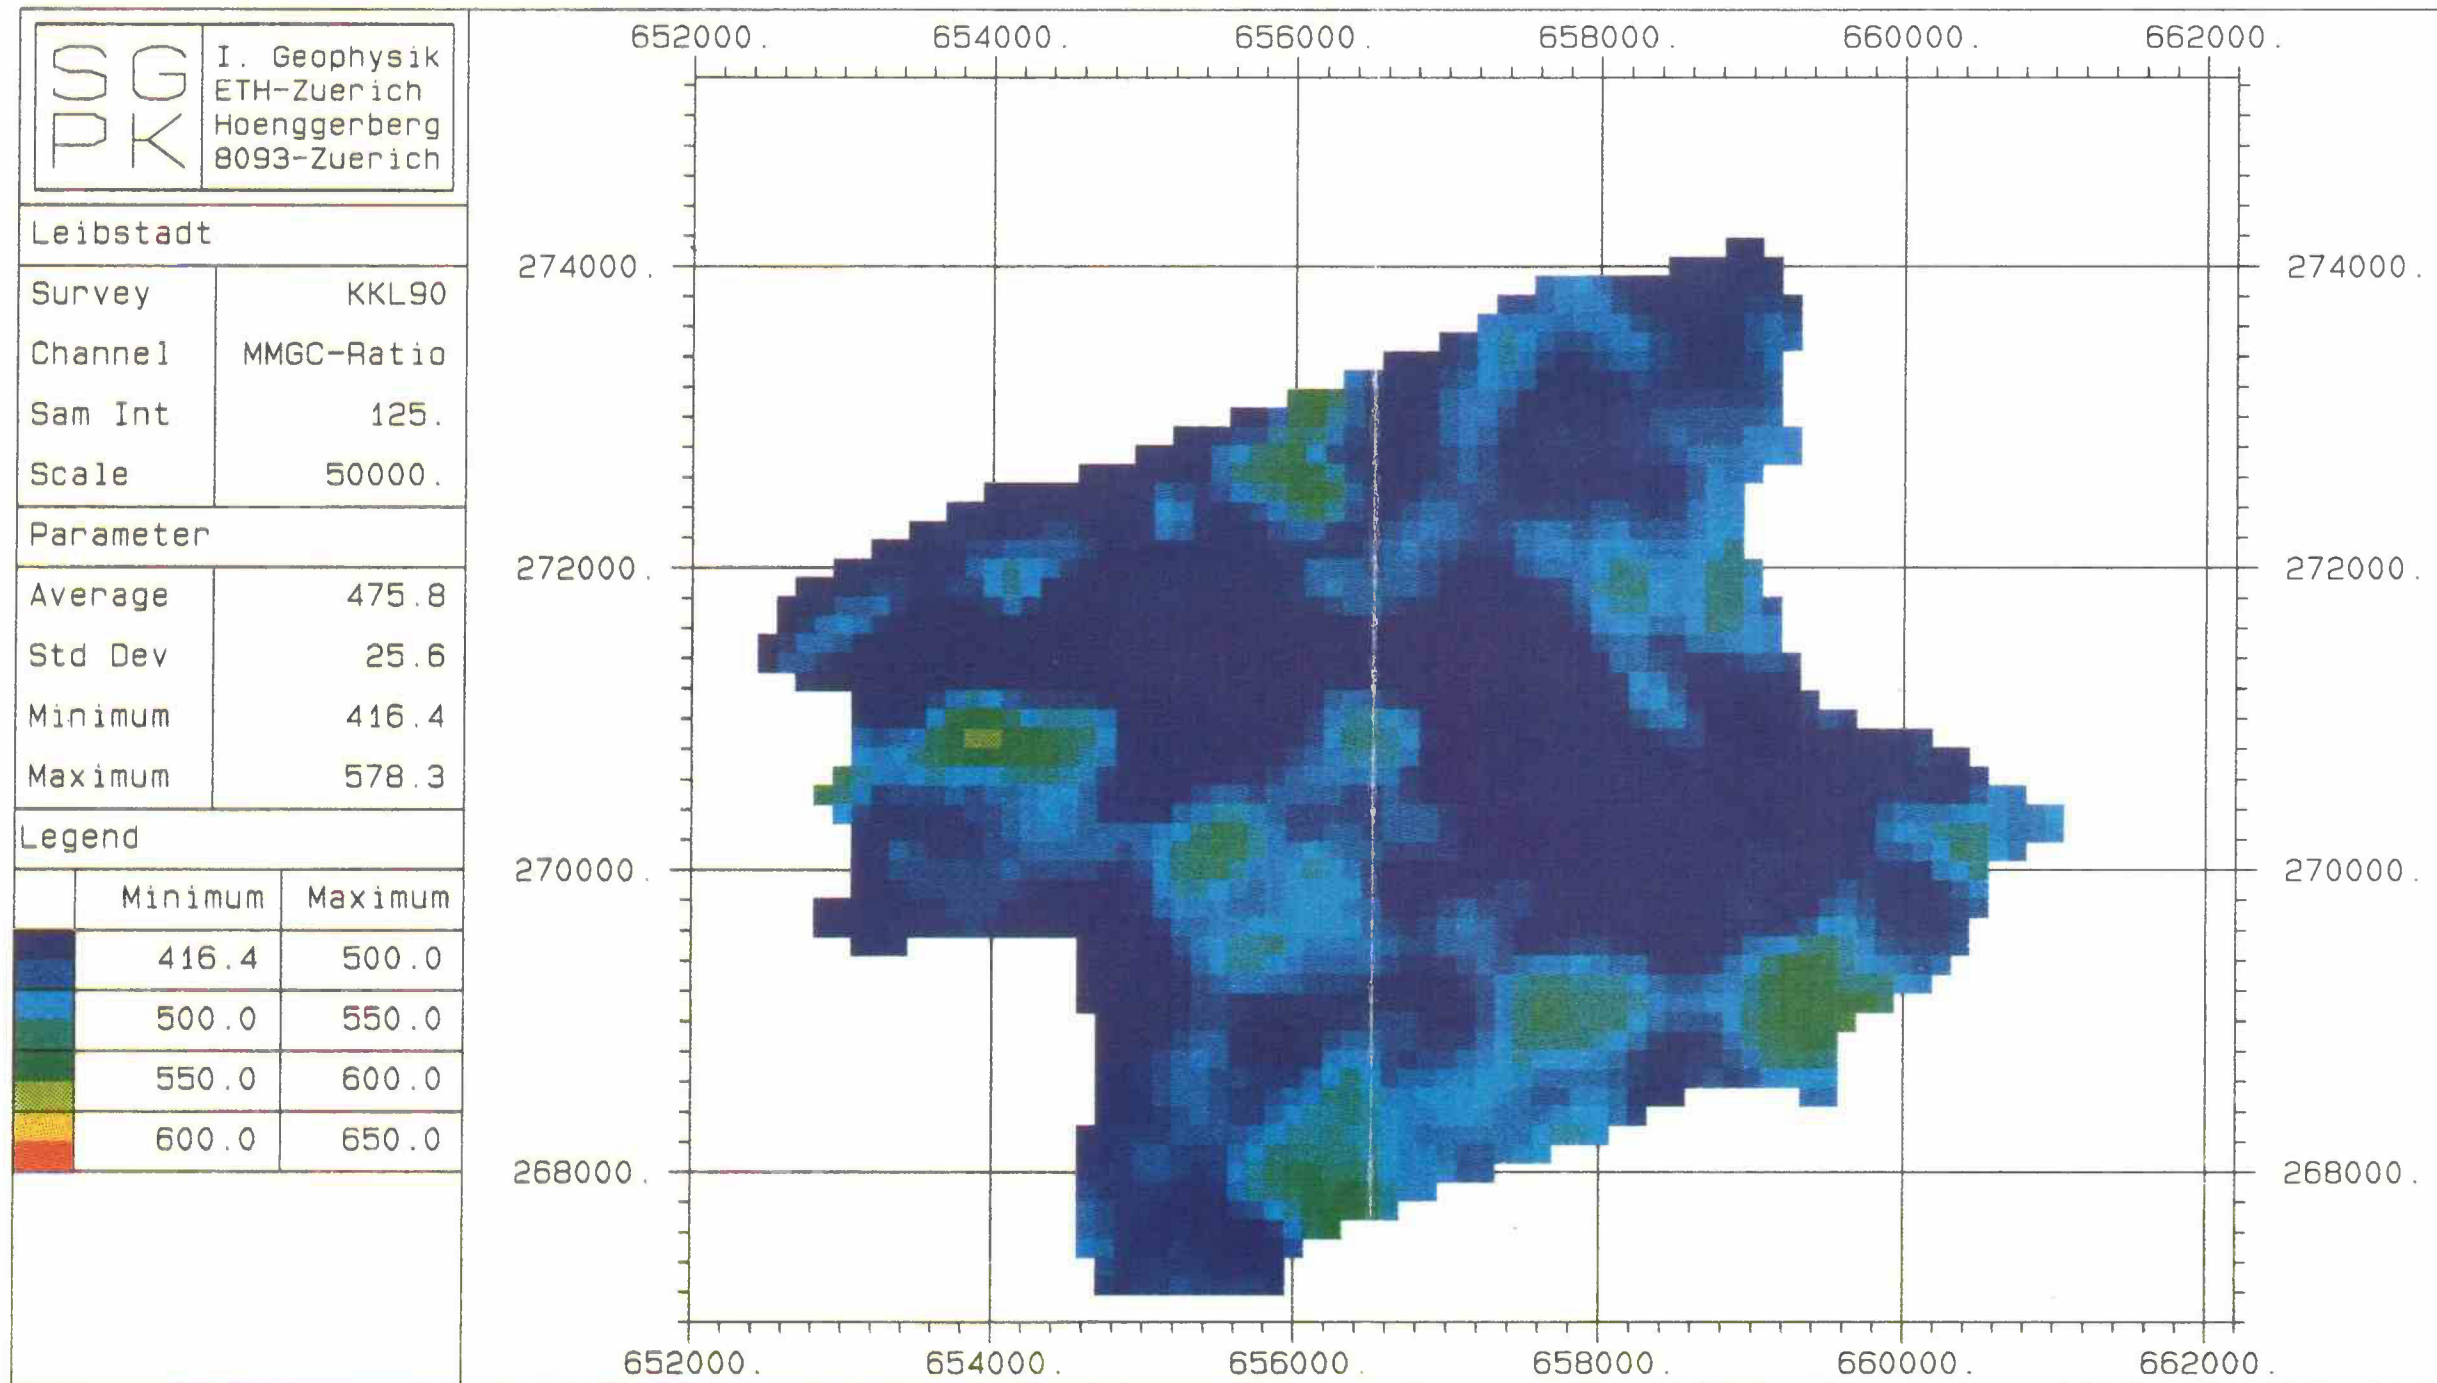 SG
PK
I. Geophysik
ETH-Zuerich
Hoenggerberg
8093-Zuerich
Leibstadt
Survey KKL90
Channel MMGC-Ratio
Sam Int 125.
Scale 50000.
Parameter
Average 475.8
Std Dev 25.6
Minimum 416.4
Maximum 578.3
Legend
Minimum Maximum
416.4 500.0
500.0 550.0
550.0 600.0
600.0 650.0
652000. 654000. 656000. 658000. 660000. 662000.
274000. 274000.
272000. 272000.
270000. 270000.
268000. 268000.
652000. 654000. 656000. 658000. 660000. 662000.